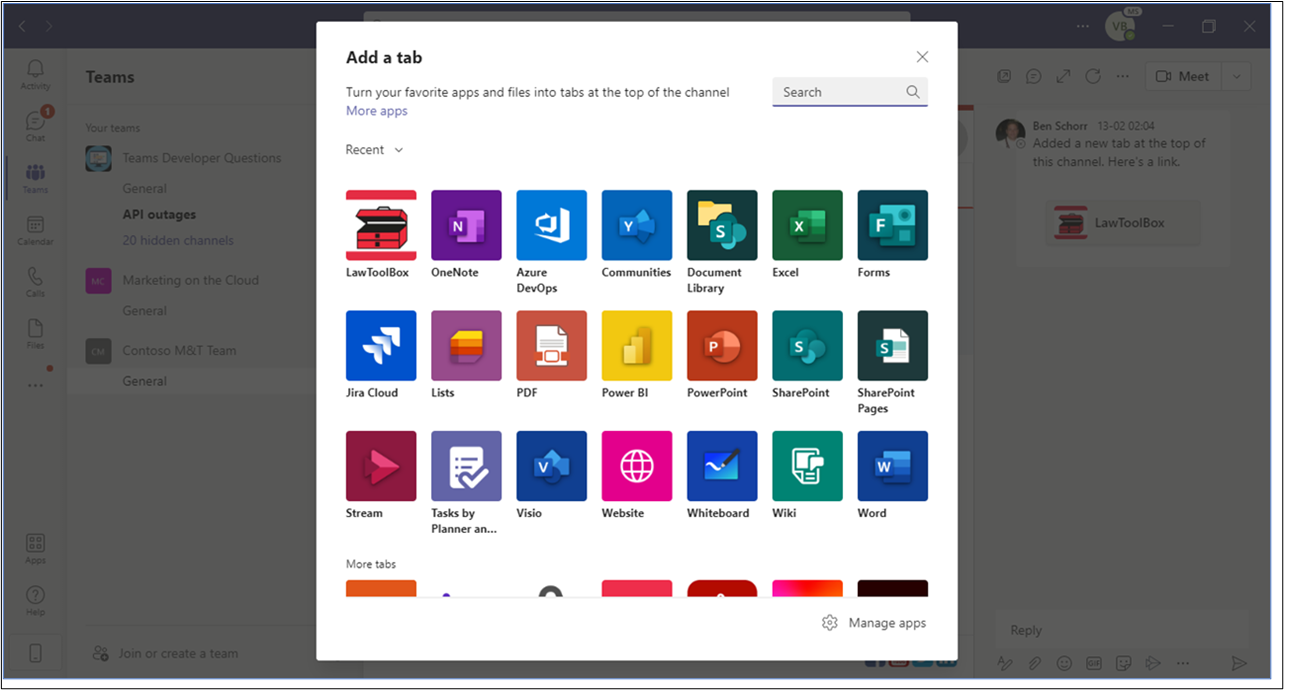 MS
VB
Activity
1
Chat
Teams
Calendar
Calls
Files
Apps
Help
Teams
Your teams
Teams Developer Questions
General
API outages
20 hidden channels
MC
Marketing on the Cloud
General
CM
Contoso M&T Team
General
Join or create a team
Add a tab
Turn your favorite apps and files into tabs at the top of the channel
More apps
Search
Recent
LawToolBox
N
OneNote
Azure
DevOps
Y
Communities
S
Document
Library
X
Excel
F
Forms
Jira Cloud
Lists
PDF
Power BI
P
PowerPoint
S
SharePoint
S
SharePoint
Pages
Stream
Tasks by
Planner an...
V
Visio
Website
Whiteboard
Wiki
W
Word
More tabs
Manage apps
Meet
Ben Schorr 13-02 02:04
Added a new tab at the top of
this channel. Here's a link.
LawToolBox
Reply
GIF